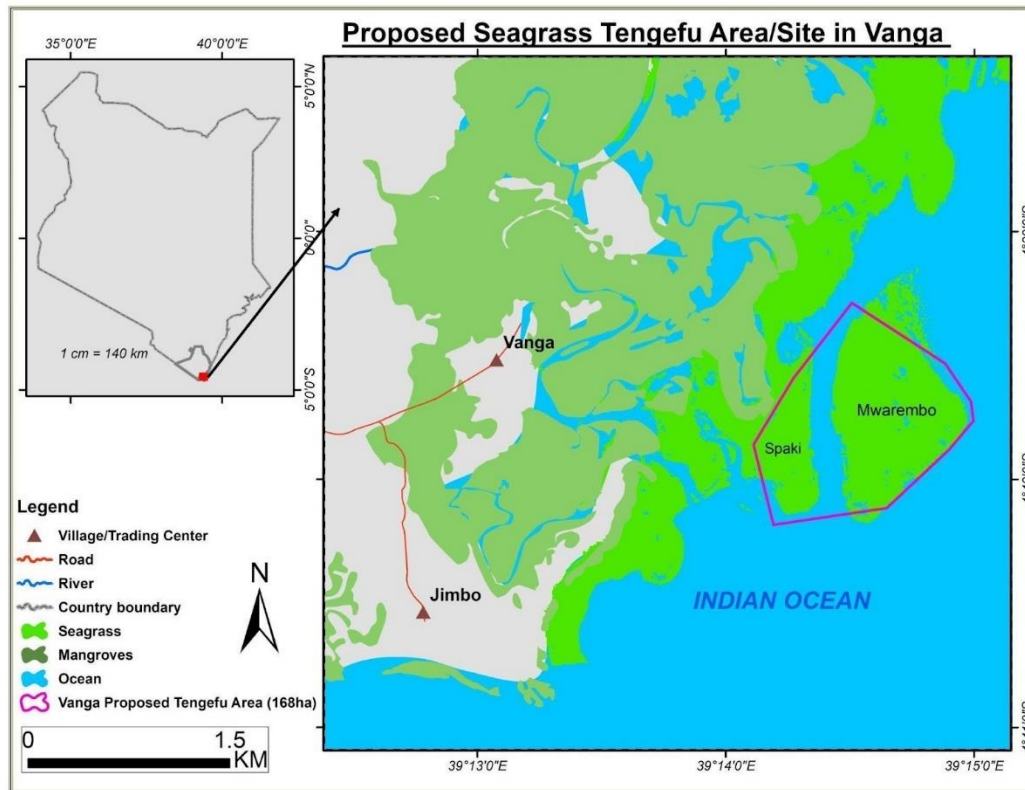 Proposed Seagrass Tengefu Area/Site in Vanga
35°0'0"E 40°0'0"E
5°0'0"N
0°0'0"
5°0'0"S
1 cm = 140 km
Vanga
Mwarembo
Spaki
Jimbo
INDIAN OCEAN
Legend
Village/Trading Center
Road
River
Country boundary
Seagrass
Mangroves
Ocean
Vanga Proposed Tengefu Area (168ha)
N
0 1.5
KM
39°13'0"E 39°14'0"E 39°15'0"E